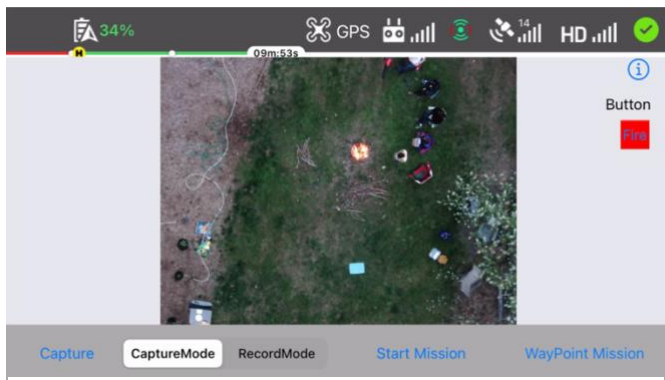 34%
GPS
14
HD
H
09m:53s
Button
Fire
Capture
CaptureMode
RecordMode
Start Mission
WayPoint Mission